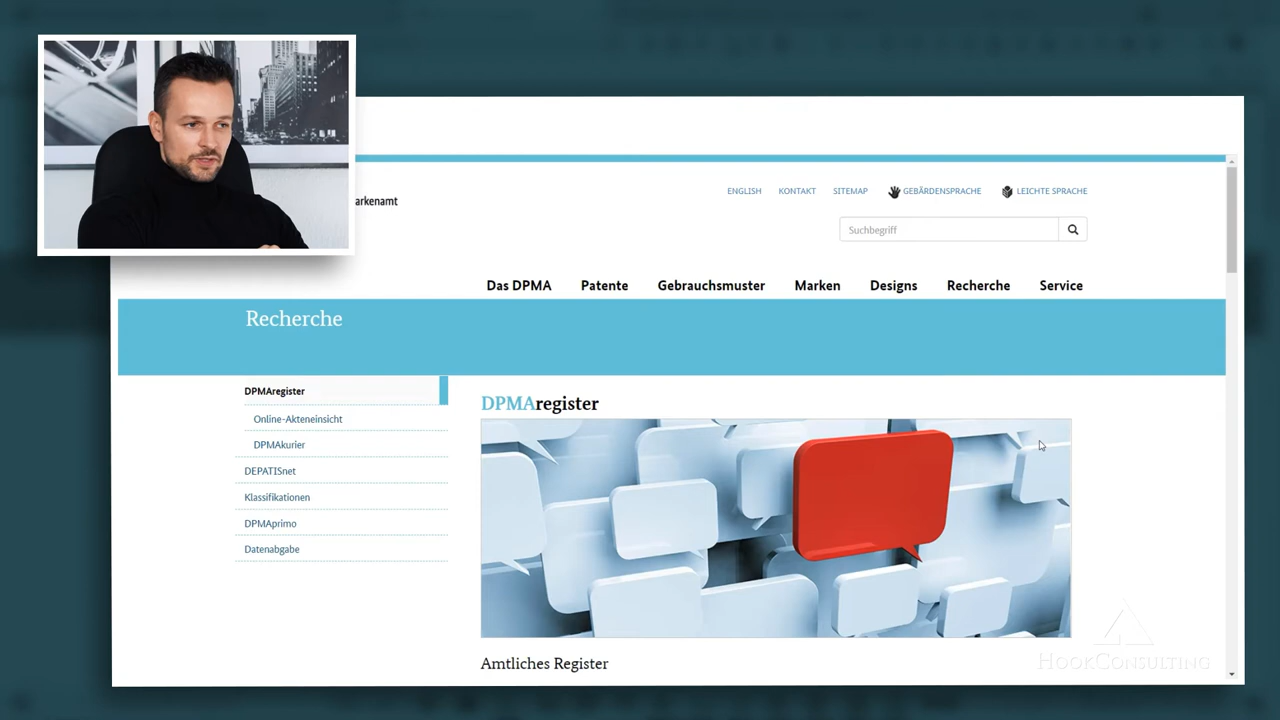 arkenamt
ENGLISH KONTAKT SITEMAP GEBÄRDENSPRACHE LEICHTE SPRACHE
Suchbegriff
Das DPMA Patente Gebrauchsmuster Marken Designs Recherche Service
Recherche
DPMAregister
Online-Akteneinsicht
DPMAkurier
DEPATISnet
Klassifikationen
DPMAprimo
Datenabgabe
DPMAregister
Amtliches Register
HookConsulting